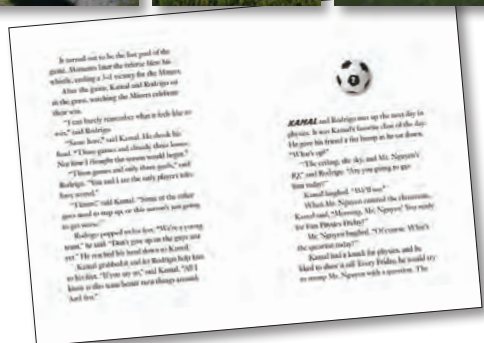 It turned out to be the last goal of the
game. Moments later the referee blew his
whistle, ending a 3–1 victory for the Miners.
After the game, Kamal and Rodrigo sat
in the grass, watching the Miners celebrate
their win.
"I can barely remember what it feels like to
win," said Rodrigo.
"Same here," said Kamal. He shook his
head. "Three games and already three losses.
Not how I thought the season would begin."
"Three games and only three goals," said
Rodrigo. "You and I are the only players who
have scored."
"I know," said Kamal. "Some of the other
guys need to step up, or this season's not going
to get better."
Rodrigo popped to his feet. "We're a young
team," he said. "Don't give up on the guys just
yet." He reached his hand down to Kamal.
Kamal grabbed it and let Rodrigo help him
to his feet. "If you say so," said Kamal. "All I
know is this team better turn things around
fast."
2
KAMAL and Rodrigo met up the next day in
physics. It was Kamal's favorite class of the day.
He gave his friend a fist bump as he sat down.
"What's up?"
"The ceiling, the sky, and Mr. Nguyen's
said Rodrigo. "Are you going to get
him today?"
Kamal laughed. "We'll see."
When Mr. Nguyen entered the classroom,
Kamal said, "Morning, Mr. Nguyen! You ready
for Fun Physics Friday?"
Mr. Nguyen laughed. "Of course. What's
the question today?"
Kamal had a knack for physics, and he
liked to show it off. Every Friday, he would try
to stump Mr. Nguyen with a question. The